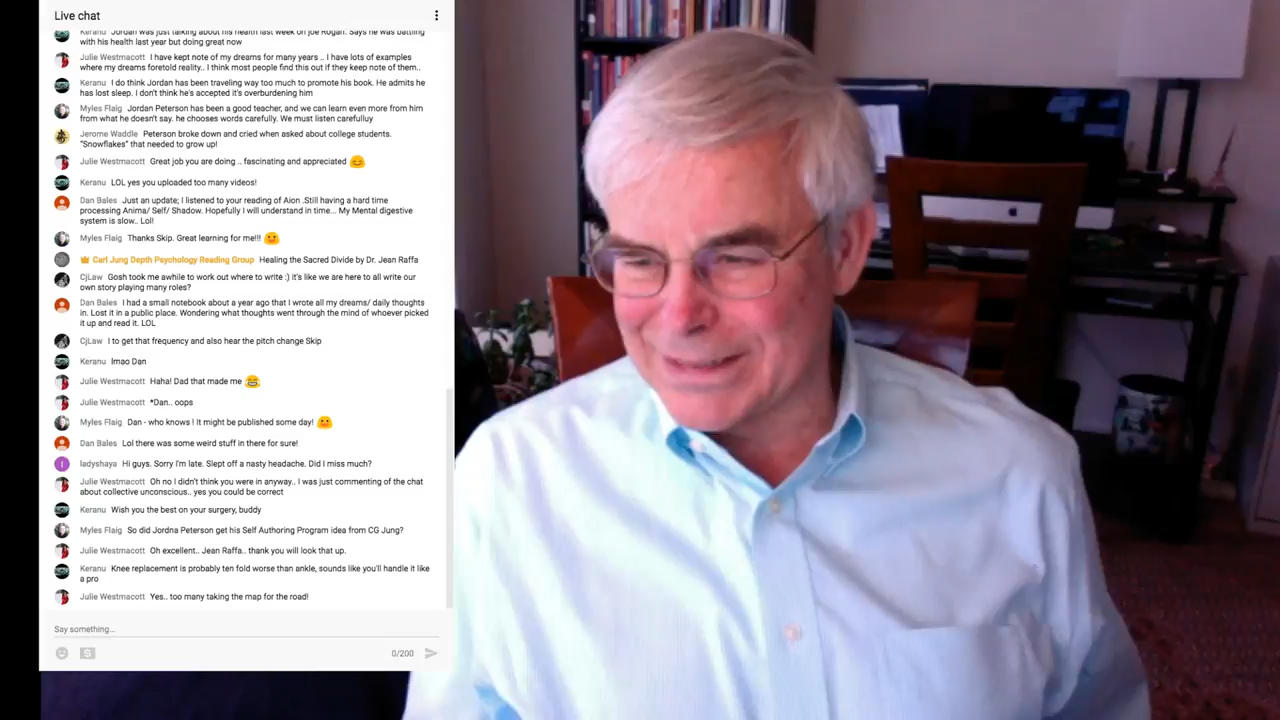 Live chat
Keranu Jordan was just talking about his health last week on joe Rogan. Says he was battling
with his health last year but doing great now
Julie Westmacott I have kept note of my dreams for many years .. I have lots of examples
where my dreams foretold reality.. I think most people find this out if they keep note of them..
Keranu I do think Jordan has been traveling way too much to promote his book. He admits he
has lost sleep. I don't think he's accepted it's overburdening him
Myles Flaig Jordan Peterson has been a good teacher, and we can learn even more from him
from what he doesn't say. he chooses words carefully. We must listen carefulluy
Jerome Waddle Peterson broke down and cried when asked about college students.
"Snowflakes" that needed to grow up!
Julie Westmacott Great job you are doing .. fascinating and appreciated 😊
Keranu LOL yes you uploaded too many videos!
Dan Bales Just an update; I listened to your reading of Aion .Still having a hard time
processing Anima/ Self/ Shadow. Hopefully I will understand in time... My Mental digestive
system is slow.. Lol!
Myles Flaig Thanks Skip. Great learning for me!!!
Carl Jung Depth Psychology Reading Group Healing the Sacred Divide by Dr. Jean Raffa
CjLaw Gosh took me awhile to work out where to write :) it's like we are here to all write our
own story playing many roles?
Dan Bales I had a small notebook about a year ago that I wrote all my dreams/ daily thoughts
in. Lost it in a public place. Wondering what thoughts went through the mind of whoever picked
it up and read it. LOL
CjLaw I to get that frequency and also hear the pitch change Skip
Keranu lmao Dan
Julie Westmacott Haha! Dad that made me 😂
Julie Westmacott *Dan.. oops
Myles Flaig Dan - who knows ! It might be published some day!
Dan Bales Lol there was some weird stuff in there for sure!
I ladyshaya Hi guys. Sorry I'm late. Slept off a nasty headache. Did I miss much?
Julie Westmacott Oh no I didn't think you were in anyway.. I was just commenting of the chat
about collective unconscious.. yes you could be correct
Keranu Wish you the best on your surgery, buddy
Myles Flaig So did Jordna Peterson get his Self Authoring Program idea from CG Jung?
Julie Westmacott Oh excellent.. Jean Raffa.. thank you will look that up.
Keranu Knee replacement is probably ten fold worse than ankle, sounds like you'll handle it like
a pro
Julie Westmacott Yes.. too many taking the map for the road!
Say something...
0/200